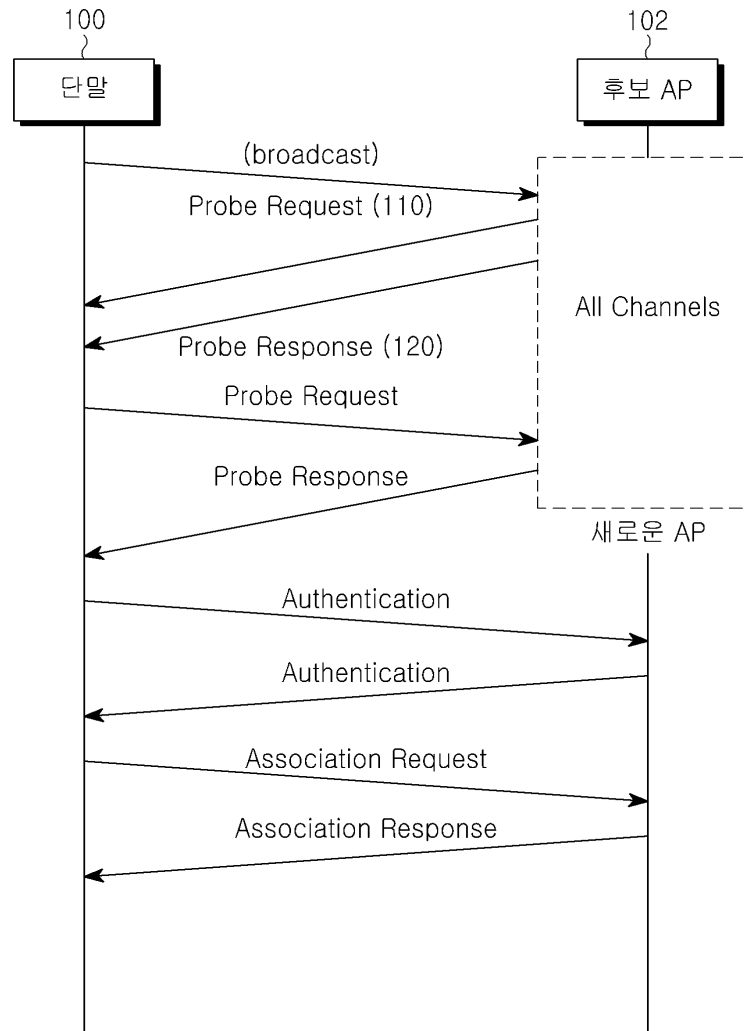 100
102
단말
후보 AP
(broadcast)
Probe Request (110)
All Channels
Probe Response (120)
Probe Request
Probe Response
새로운 AP
Authentication
Authentication
Association Request
Association Response